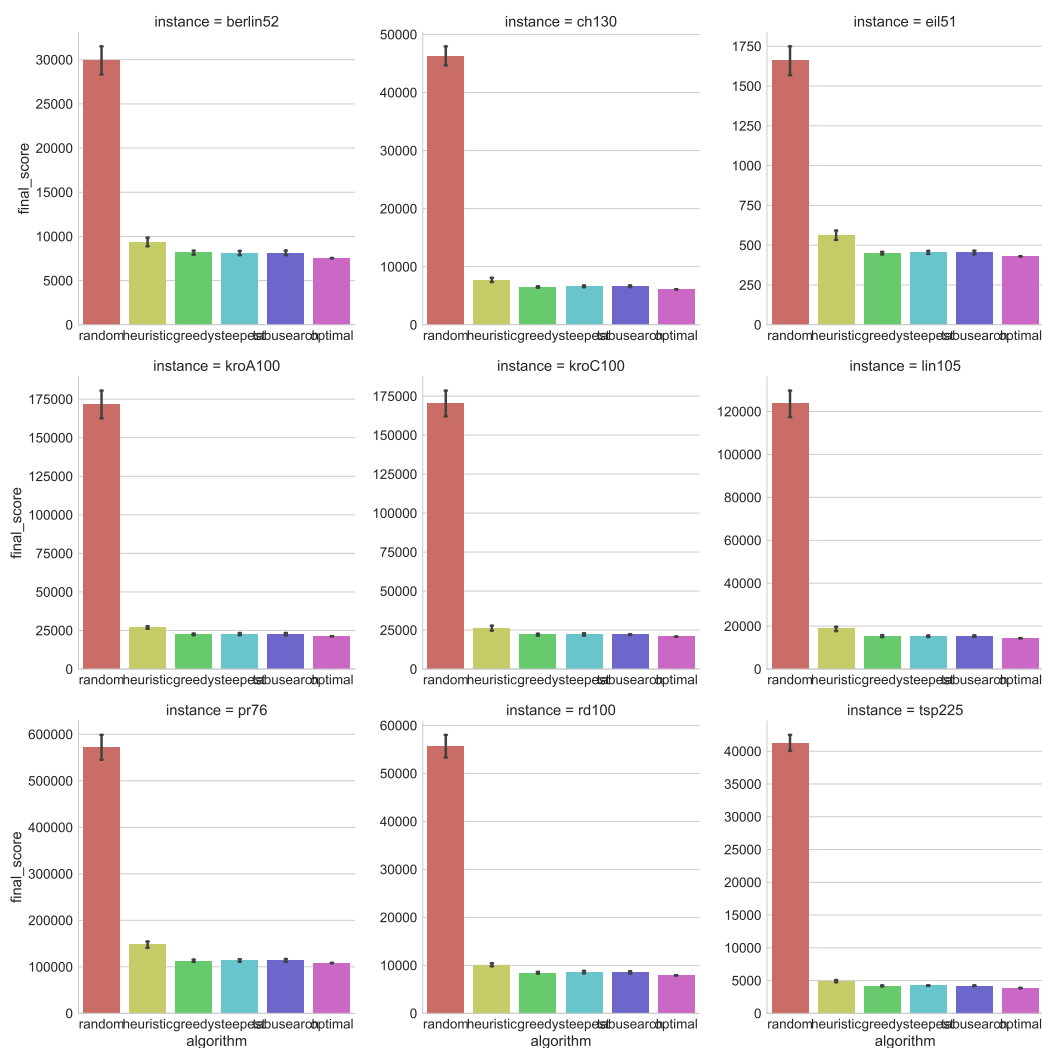 instance = berlin52
instance = ch130
instance = eil51
final_score
30000
25000
20000
15000
10000
5000
0
50000
40000
30000
20000
10000
0
1750
1500
1250
1000
750
500
250
0
random heuristic greedy steepest tabusearch optimal
random heuristic greedy steepest tabusearch optimal
random heuristic greedy steepest tabusearch optimal
instance = kroA100
instance = kroC100
instance = lin105
final_score
175000
150000
125000
100000
75000
50000
25000
0
175000
150000
125000
100000
75000
50000
25000
0
120000
100000
80000
60000
40000
20000
0
random heuristic greedy steepest tabusearch optimal
random heuristic greedy steepest tabusearch optimal
random heuristic greedy steepest tabusearch optimal
instance = pr76
instance = rd100
instance = tsp225
final_score
600000
500000
400000
300000
200000
100000
0
60000
50000
40000
30000
20000
10000
0
40000
35000
30000
25000
20000
15000
10000
5000
0
random heuristic greedy steepest tabusearch optimal
random heuristic greedy steepest tabusearch optimal
random heuristic greedy steepest tabusearch optimal
algorithm
algorithm
algorithm